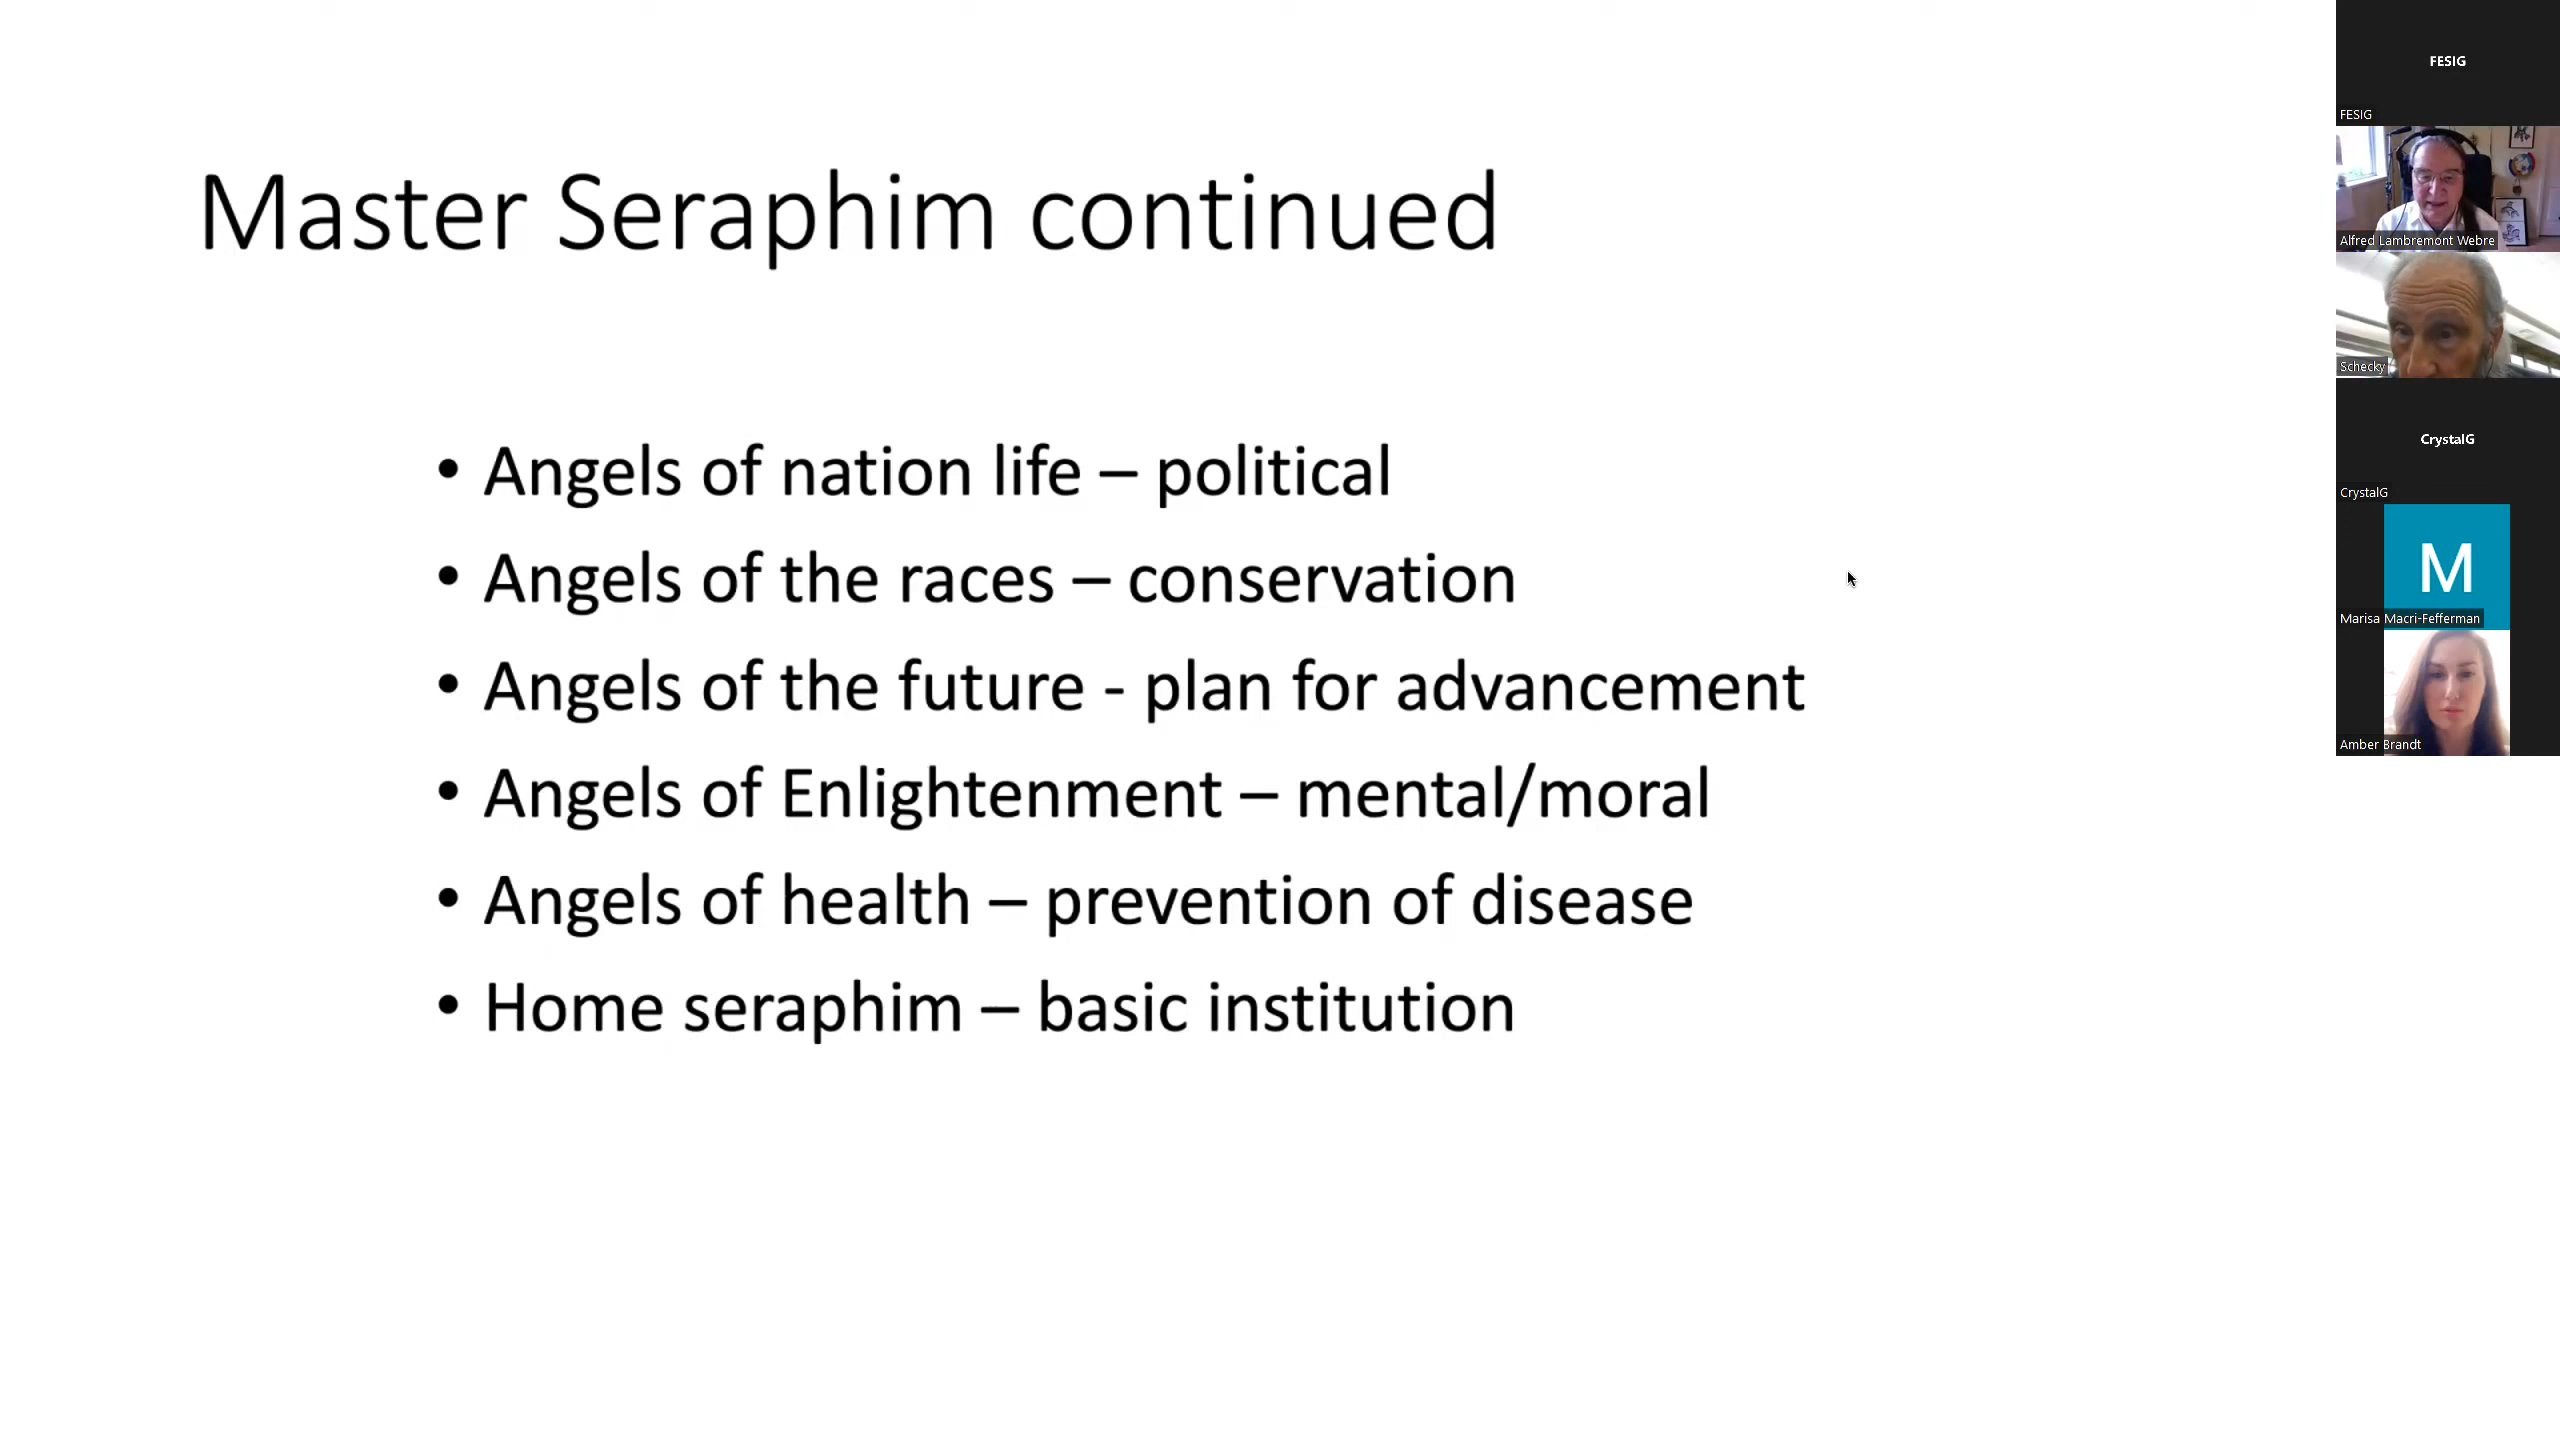 Master Seraphim continued
• Angels of nation life – political
• Angels of the races – conservation
• Angels of the future - plan for advancement
• Angels of Enlightenment – mental/moral
• Angels of health – prevention of disease
• Home seraphim – basic institution
FESIG
FESIG
Alfred Lambremont Webre
Schecky
CrystalG
CrystalG
M
Marisa Macri-Fefferman
Amber Brandt